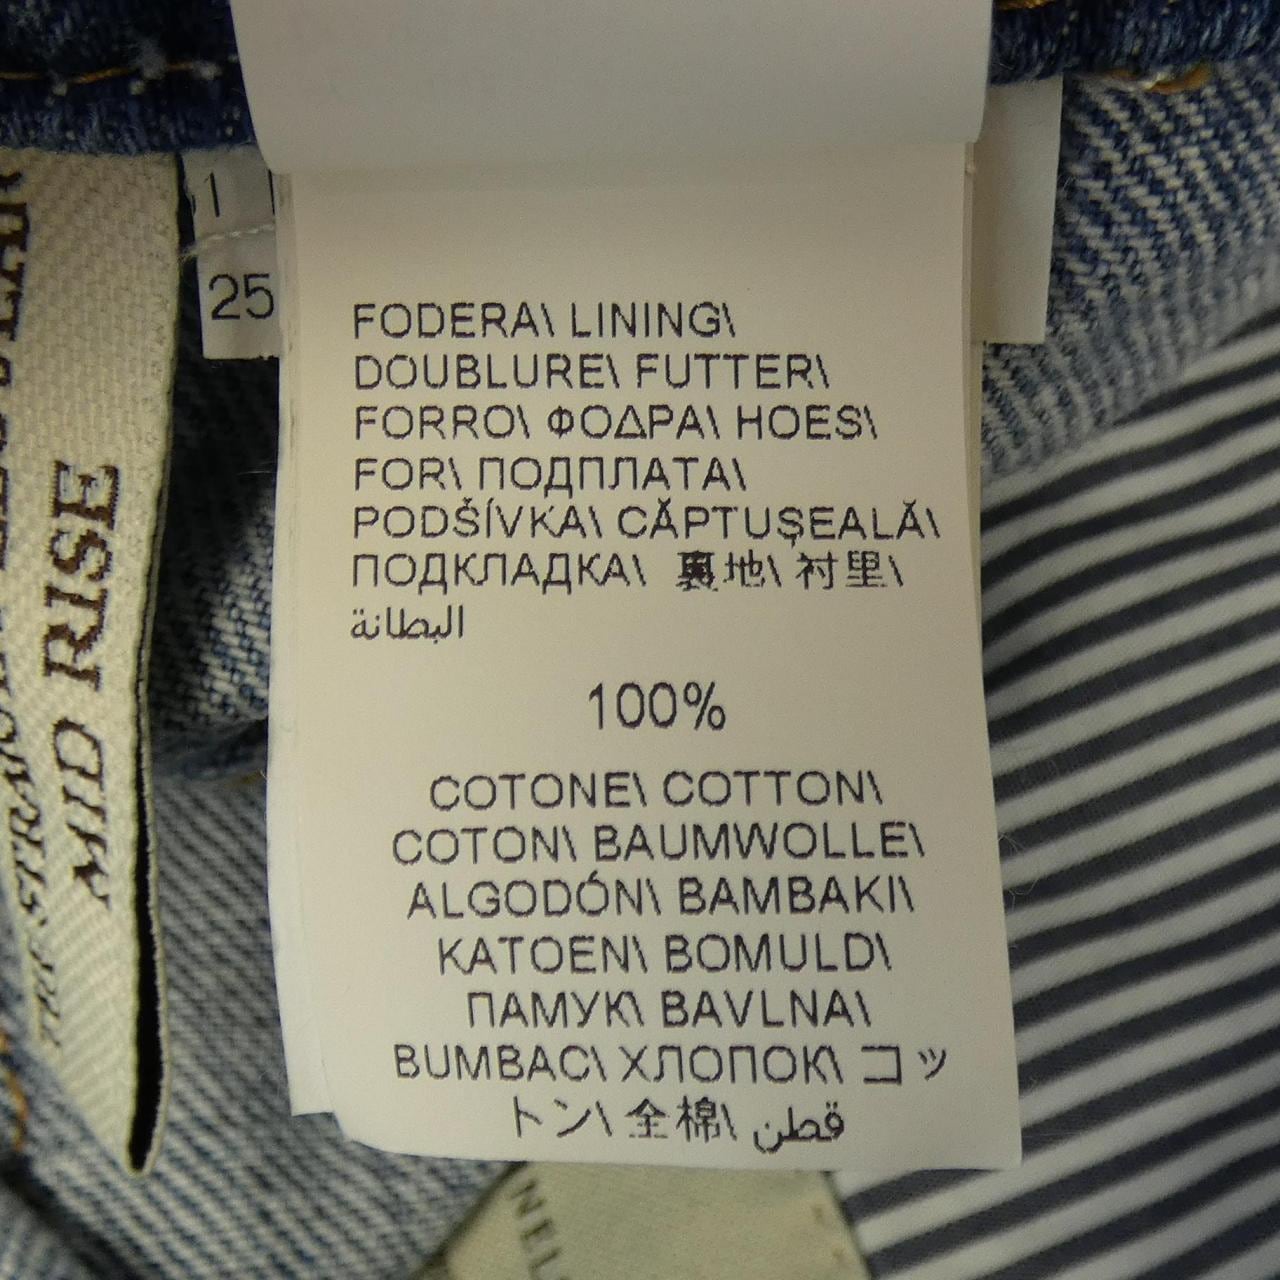 1
25
MID RISE
FODERA\ LINING\
DOUBLURE\ FUTTER\
FORRO\ ΦΟΔΡΑ\ HOES\
FOR\ ПОДПЛАТА\
PODŠÍVKA\ CĂPTUȘEALĂ\
ПОДКЛАДКА\ 裏地\ 衬里\
البطانة
100%
COTONE\ COTTON\
COTON\ BAUMWOLLE\
ALGODÓN\ BAMBAKI\
KATOEN\ BOMULD\
ПАМУК\ BAVLNA\
BUMBAC\ ХЛОПОК\ コッ
トン\ 全棉\ قطن